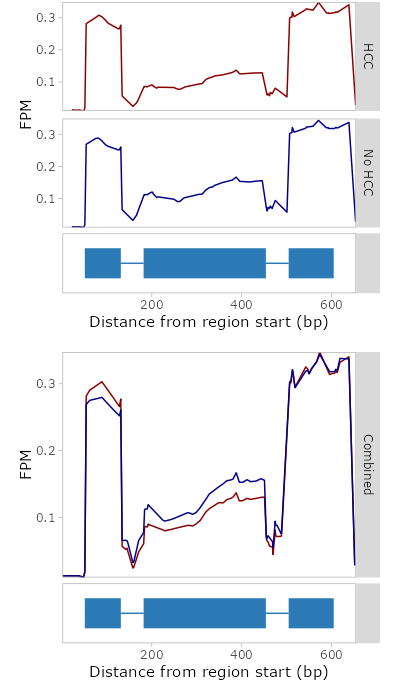 0.3
0.2
0.1
HCC
FPM
0.3
0.2
0.1
No HCC
200
400
600
Distance from region start (bp)
0.3
0.2
0.1
FPM
Combined
200
400
600
Distance from region start (bp)